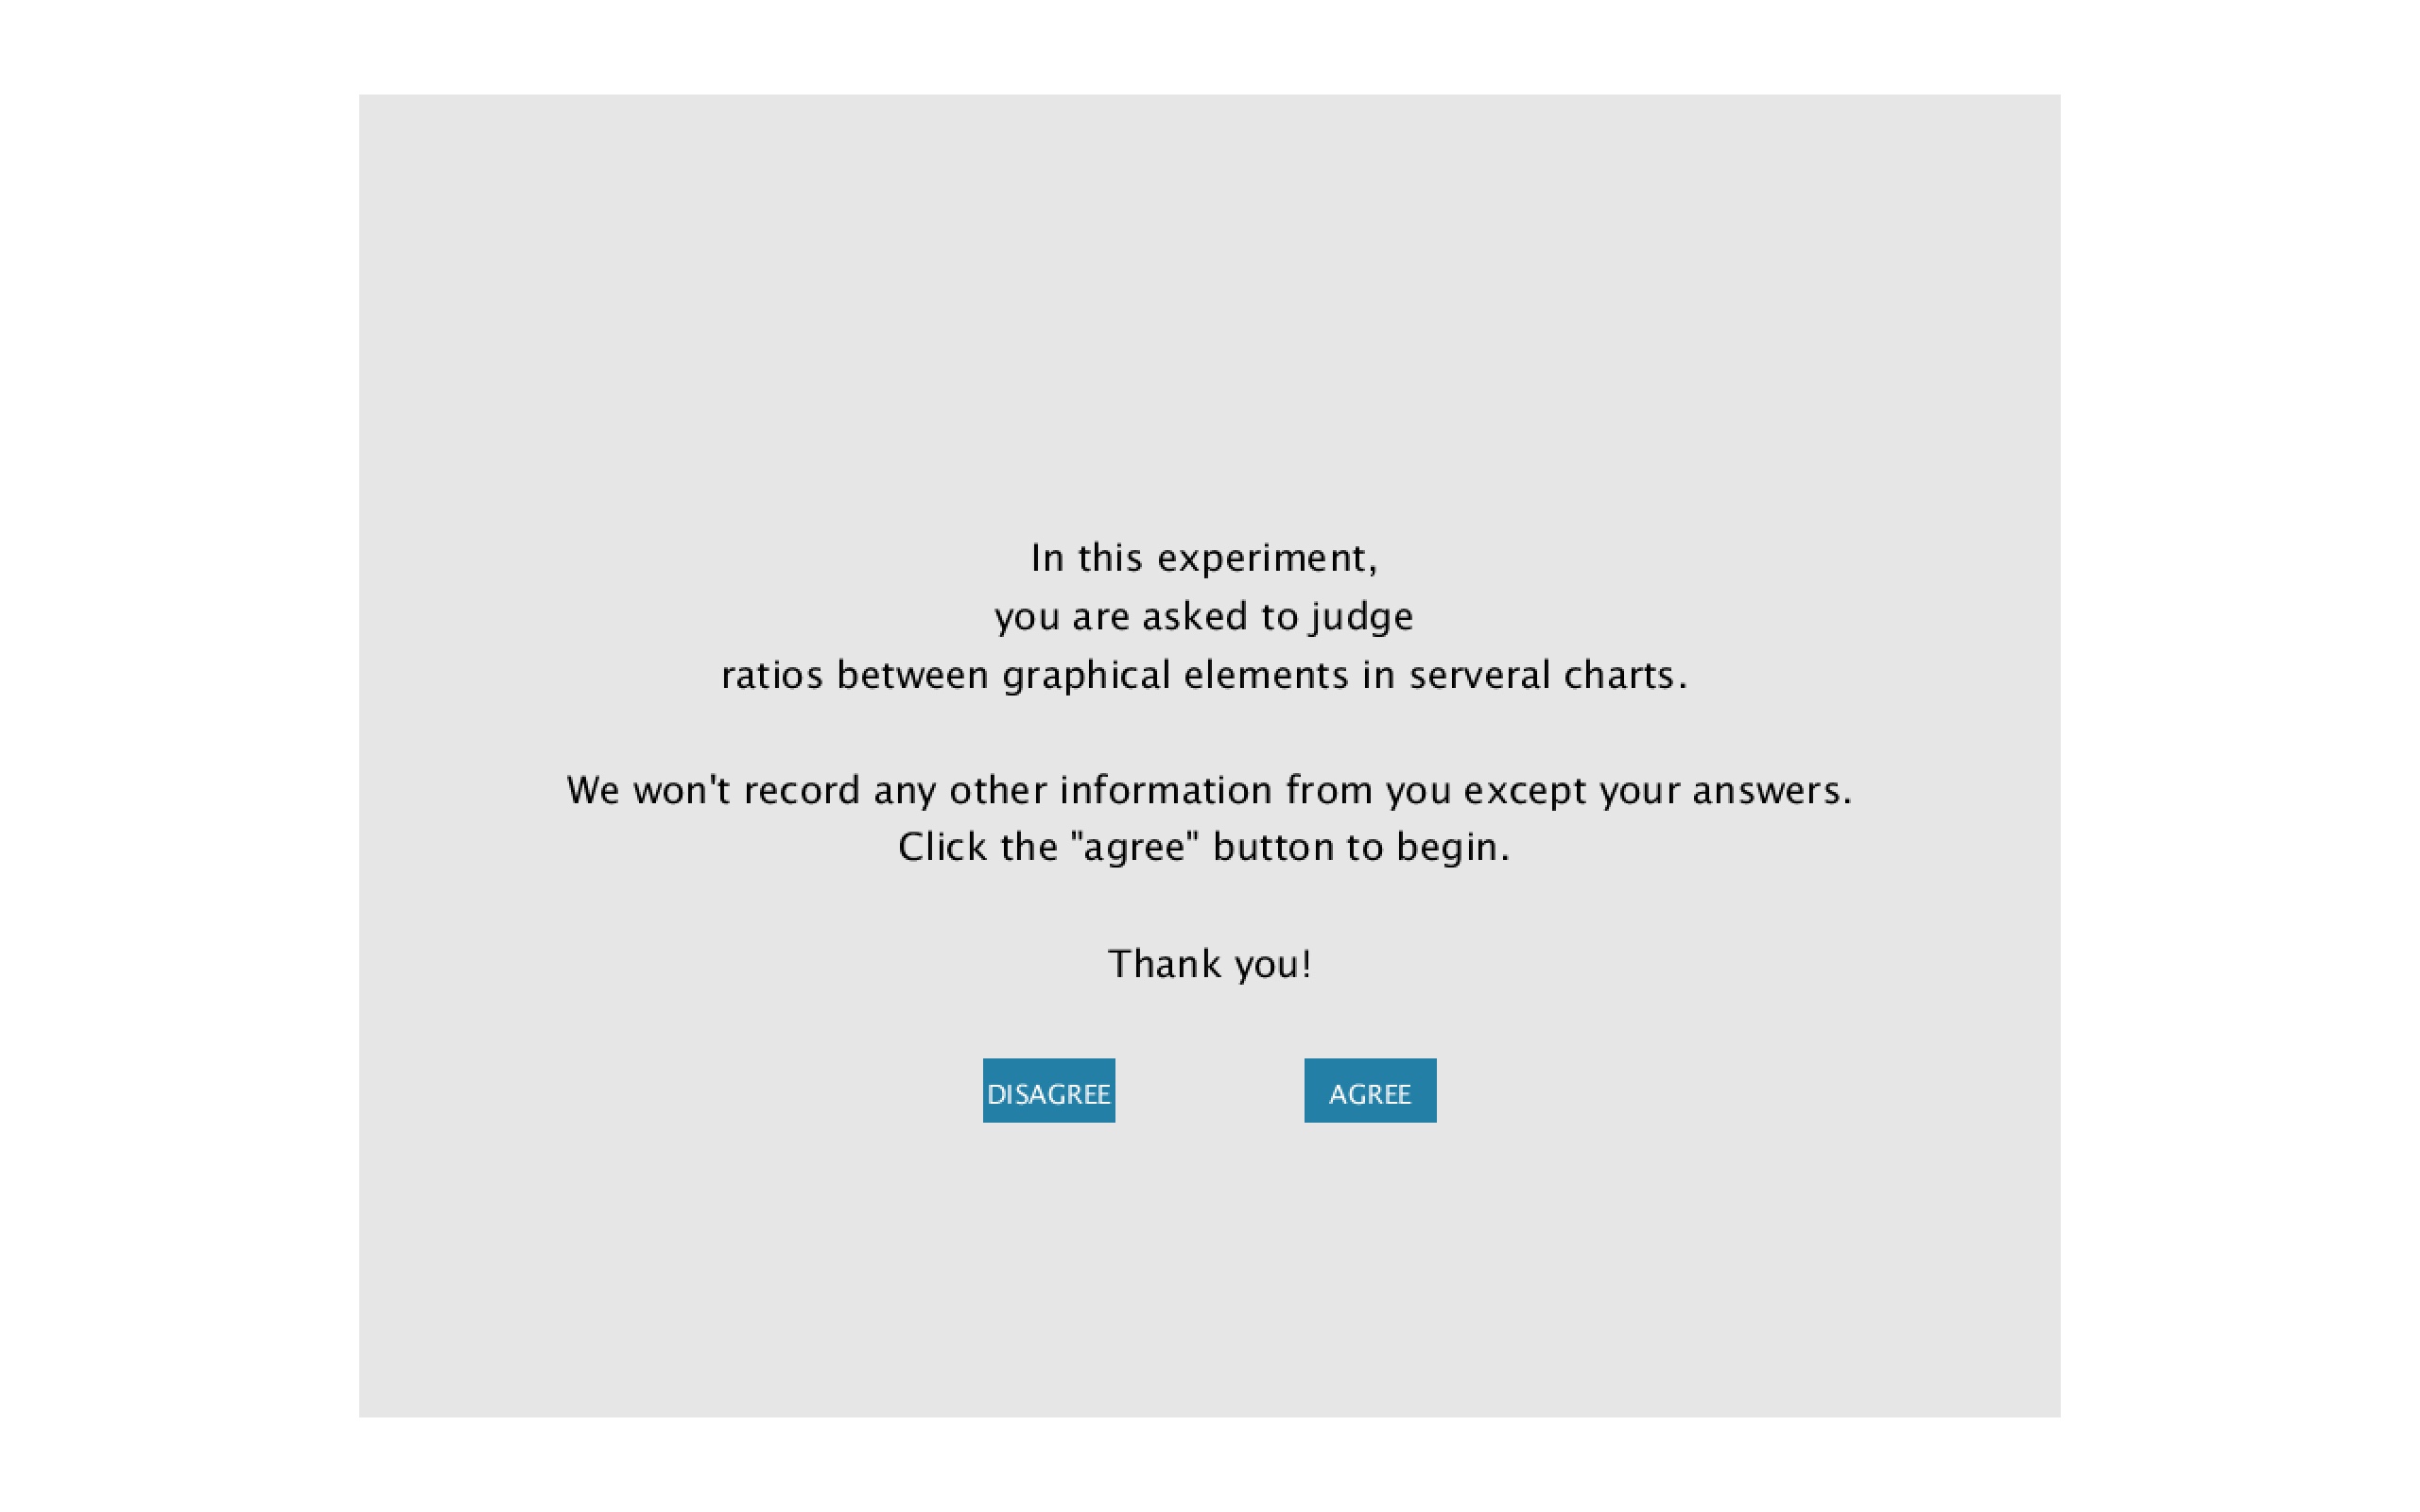 In this experiment,
you are asked to judge
ratios between graphical elements in serveral charts.
We won't record any other information from you except your answers.
Click the "agree" button to begin.
Thank you!
DISAGREE
AGREE